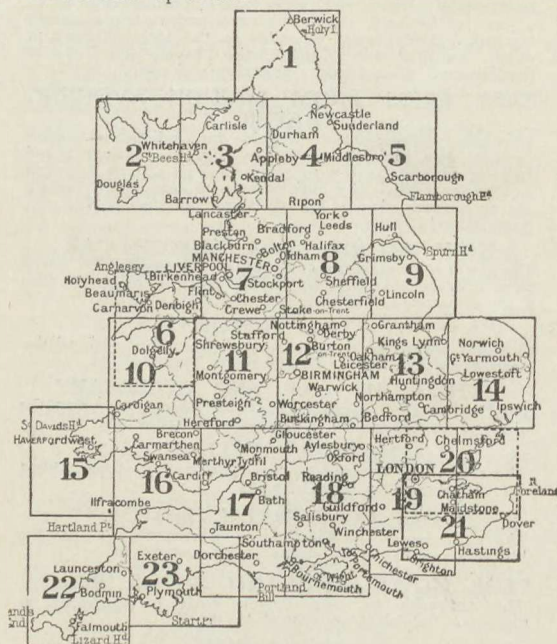 Berwick
Holy I.
1
Carlisle
Newcastle
Sunderland
Durham
2
Whitehaven
St Bees Hd
3
Appleby
4
Middlesbro
5
Kendal
Douglas
Scarborough
Barrow
Ripon
Flamborough Hd
Lancaster
York
Preston
Bradford
Leeds
Hull
Blackburn
Bolton
Halifax
MANCHESTER
Oldham
8
Grimsby
Spurn Hd
Anglesey
LIVERPOOL
7
Sheffield
9
Holyhead
Birkenhead
Stockport
Beaumaris
Flint
Chester
Chesterfield
Lincoln
Carnarvon
Denbigh
Crewe
Stoke-on-Trent
6
Stafford
Nottingham
Grantham
Derby
Kings Lynn
Norwich
Dolgelly
Shrewsbury
12
Burton
-on-Trent
Oakham
Gt Yarmouth
10
11
Leicester
13
Lowestoft
Montgomery
BIRMINGHAM
Huntingdon
14
Warwick
Presteigh
Worcester
Northampton
Ipswich
Cardigan
Hereford
Buckingham
Bedford
Cambridge
St Davids Hd
Haverfordwest
Brecon
Monmouth
Gloucester
Aylesbury
Hertford
Chelmsford
Carmarthen
Oxford
20
15
Swansea
Merthyr Tydfil
LONDON
16
Cardiff
Bristol
Reading
19
Chatham
R.
Foreland
Ilfracombe
17
Bath
18
Guildford
Maidstone
Hartland Pt
Taunton
Salisbury
21
Dover
Winchester
Lewes
Southampton
Chichester
Brighton
Hastings
Launceston
Exeter
Dorchester
Bournemouth
I. of Wight
Portsmouth
22
Bodmin
23
Plymouth
Portland
Bill
Falmouth
Start Pt
Lizard Hd